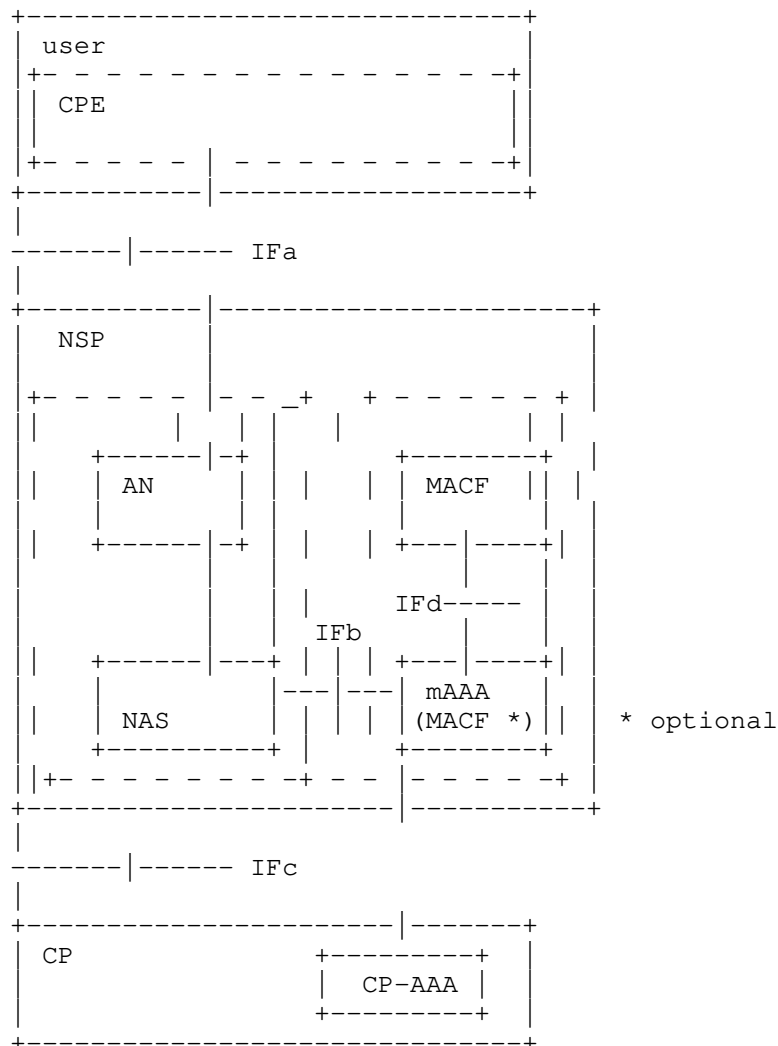 user
CPE
IFa
NSP
AN MACF
IFd
IFb
mAAA
NAS (MACF *) * optional
IFc
CP
CP-AAA